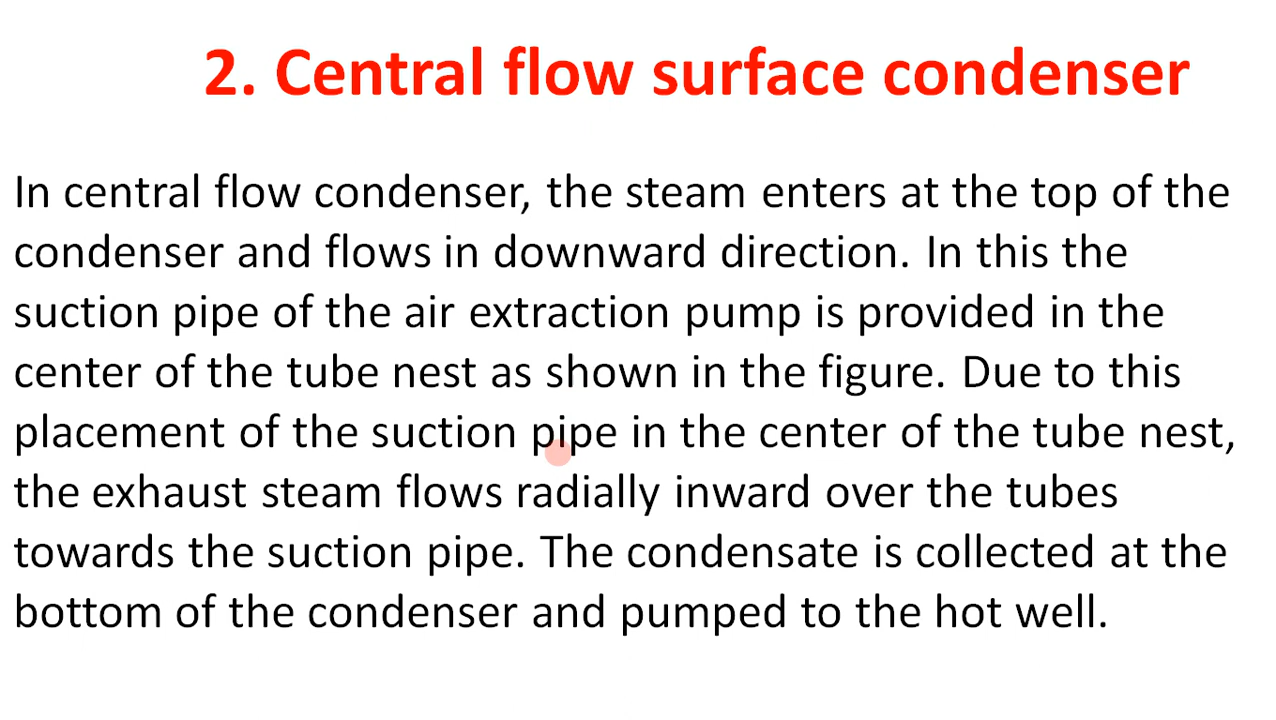 2. Central flow surface condenser
In central flow condenser, the steam enters at the top of the
condenser and flows in downward direction. In this the
suction pipe of the air extraction pump is provided in the
center of the tube nest as shown in the figure. Due to this
placement of the suction pipe in the center of the tube nest,
the exhaust steam flows radially inward over the tubes
towards the suction pipe. The condensate is collected at the
bottom of the condenser and pumped to the hot well.